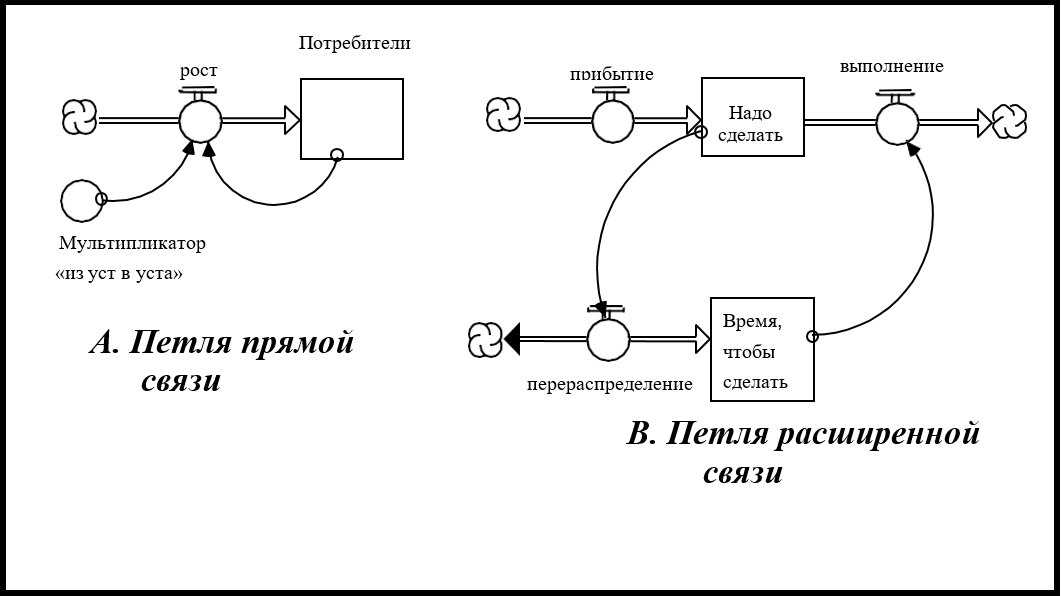 Потребители
рост
Мультипликатор
«из уст в уста»
А. Петля прямой
связи
прибытие
выполнение
Надо
сделать
Время,
чтобы
сделать
перераспределение
В. Петля расширенной
связи